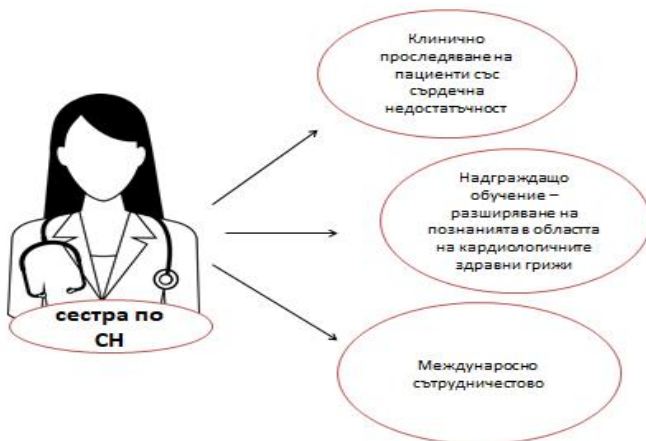 Клинично
проследяване на
пациенти със
сърдечна
недостатъчност
Надграждащо
обучение –
разширяване на
познанията в областта
на кардиологичните
здравни грижи
сестра по
СН
Международно
сътрудничестово